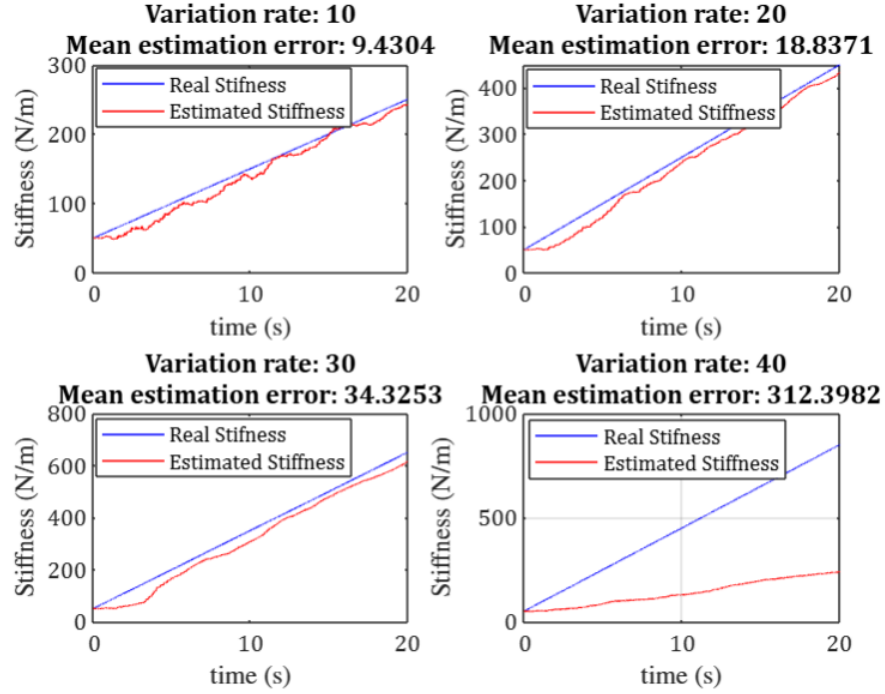 Variation rate: 10
Mean estimation error: 9.4304
300
200
100
0
Stiffness (N/m)
Real Stifness
Estimated Stiffness
0
10
20
time (s)
Variation rate: 20
Mean estimation error: 18.8371
400
300
200
100
0
Stiffness (N/m)
Real Stifness
Estimated Stiffness
0
10
20
time (s)
Variation rate: 30
Mean estimation error: 34.3253
800
600
400
200
0
Stiffness (N/m)
Real Stifness
Estimated Stiffness
0
10
20
time (s)
Variation rate: 40
Mean estimation error: 312.3982
1000
500
0
Stiffness (N/m)
Real Stifness
Estimated Stiffness
0
10
20
time (s)